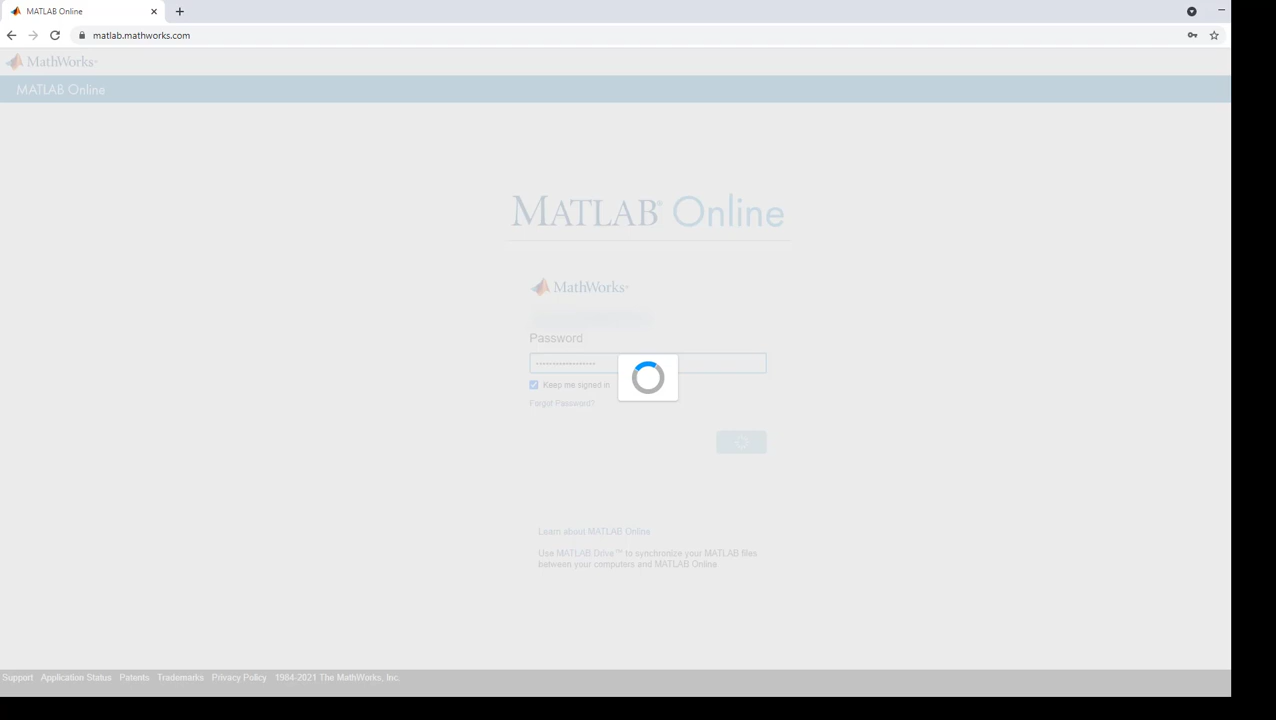 MATLAB Online
matlab.mathworks.com
MathWorks®
MATLAB Online
MATLAB® Online
MathWorks®
Password
Keep me signed in
Forgot Password?
Learn about MATLAB Online
Use MATLAB Drive™ to synchronize your MATLAB files
between your computers and MATLAB Online
Support Application Status Patents Trademarks Privacy Policy 1984-2021 The MathWorks, Inc.